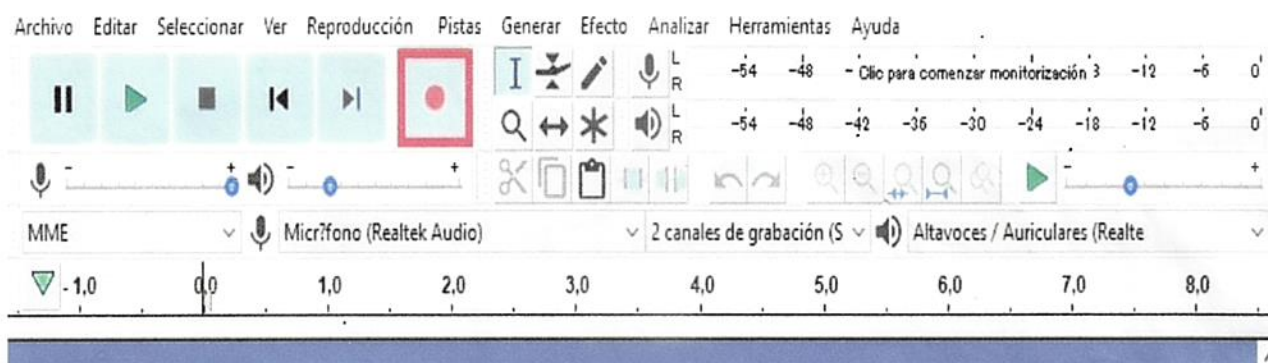 Archivo Editar Seleccionar Ver Reproducción Pistas Generar Efecto Analizar Herramientas Ayuda
L
R
-54 -48 - Clic para comenzar monitorización 3 -12 -6 0
L
R
-54 -48 -42 -36 -30 -24 -18 -12 -6 0
- + - + - +
MME Micr?fono (Realtek Audio) 2 canales de grabación (S Altavoces / Auriculares (Realte
-1,0 0,0 1,0 2,0 3,0 4,0 5,0 6,0 7,0 8,0